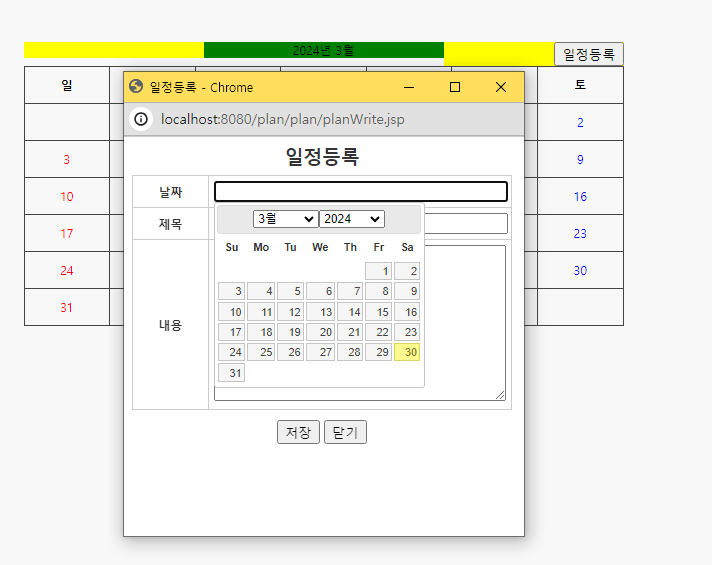 2024년 3월
일정등록
일 토
2
3 9
10 16
17 23
24 30
31
일정등록 - Chrome
localhost:8080/plan/plan/planWrite.jsp
일정등록
날짜
제목
내용
3월 2024
Su Mo Tu We Th Fr Sa
1 2
3 4 5 6 7 8 9
10 11 12 13 14 15 16
17 18 19 20 21 22 23
24 25 26 27 28 29 30
31
저장 닫기